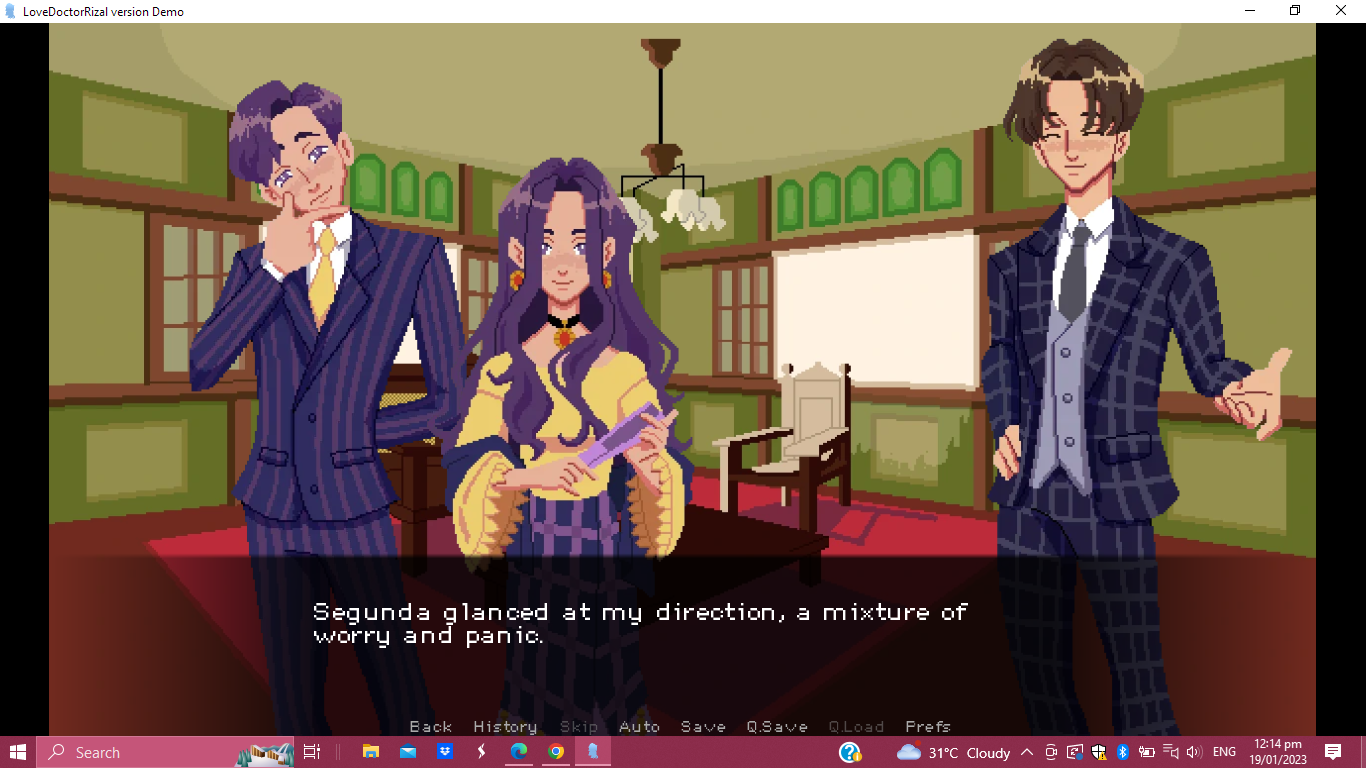 LoveDoctorRizal version Demo
Segunda glanced at my direction, a mixture of
worry and panic.
Back History Skip Auto Save Q.Save Q.Load Prefs
Search 31°C Cloudy ENG 12:14 pm
19/01/2023